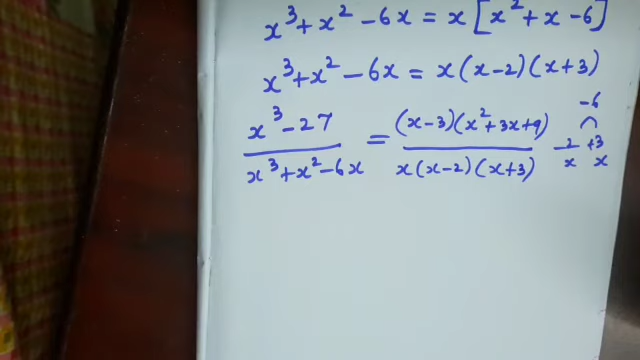 x³ + x² - 6x = x [x² + x - 6]
x³ + x² - 6x = x (x-2) (x+3)
x³ - 27 / x³ + x² - 6x = (x-3)(x² + 3x + 9) / x (x-2) (x+3)
-6
-2 +3
x x